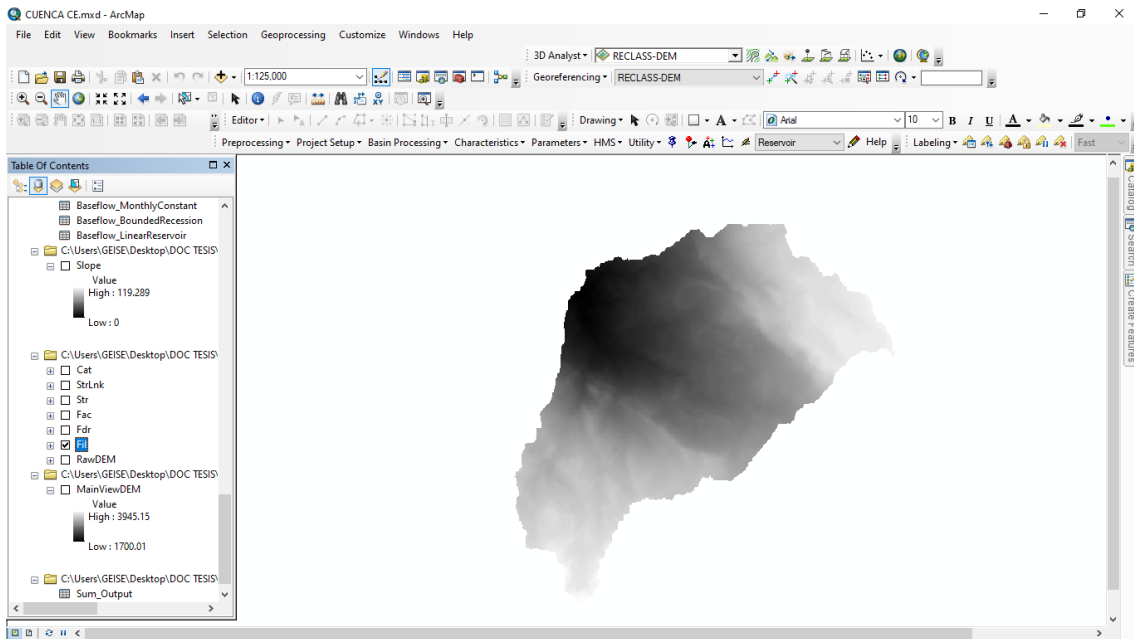 CUENCA CE.mxd - ArcMap
File Edit View Bookmarks Insert Selection Geoprocessing Customize Windows Help
3D Analyst RECLASS-DEM
1:125,000 Georeferencing RECLASS-DEM
Editor Drawing A Arial 10 B I U A
Preprocessing Project Setup Basin Processing Characteristics Parameters HMS Utility Reservoir Help Labeling Fast
Table Of Contents
Baseflow_MonthlyConstant
Baseflow_BoundedRecession
Baseflow_LinearReservoir
C:\Users\GEISE\Desktop\DOC TESIS\
Slope
Value
High : 119.289
Low : 0
C:\Users\GEISE\Desktop\DOC TESIS\
Cat
StrLnk
Str
Fac
Fdr
Fil
RawDEM
C:\Users\GEISE\Desktop\DOC TESIS\
MainViewDEM
Value
High : 3945.15
Low : 1700.01
C:\Users\GEISE\Desktop\DOC TESIS\
Sum_Output
Catalog
Search
Create Features